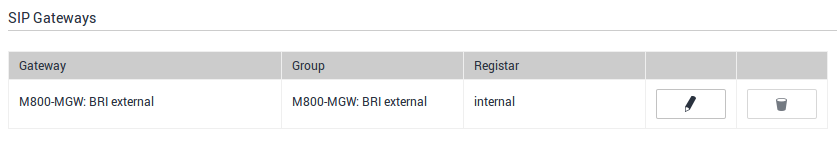 SIP Gateways
Gateway Group Registar
M800-MGW: BRI external M800-MGW: BRI external internal